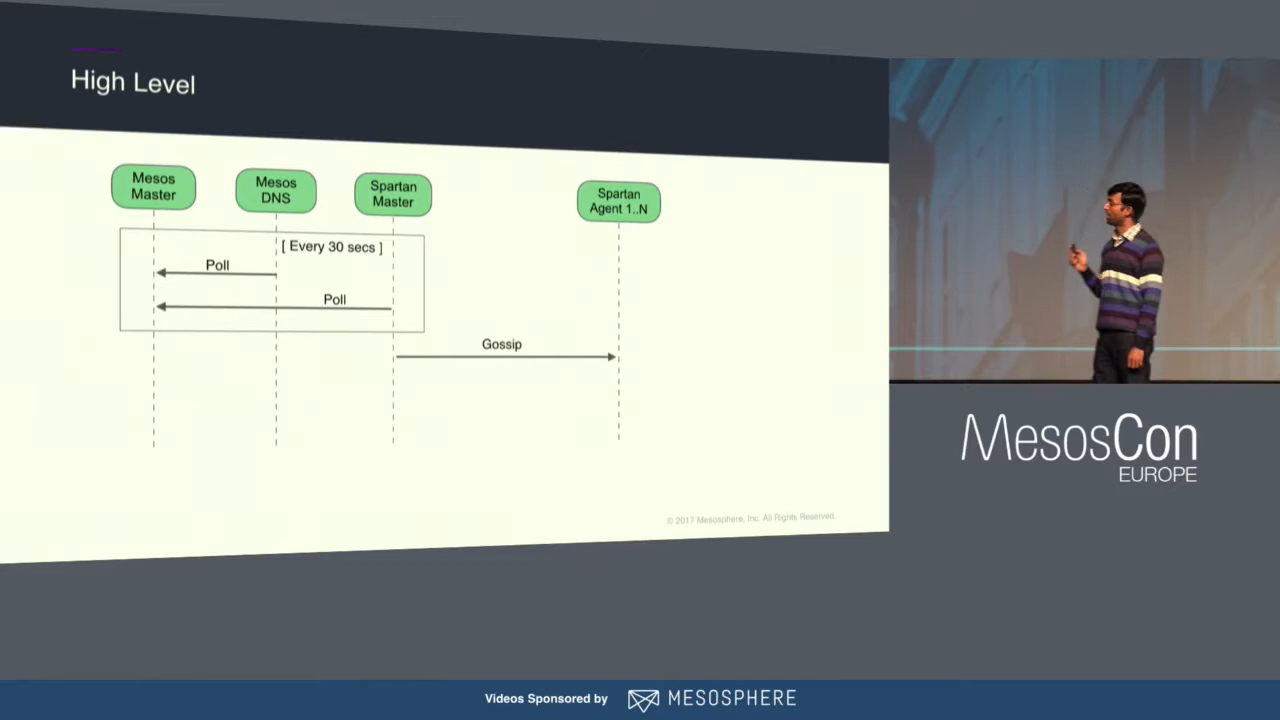 High Level
Mesos
Master
Mesos
DNS
Spartan
Master
Spartan
Agent 1..N
[ Every 30 secs ]
Poll
Poll
Gossip
© 2017 Mesosphere, Inc. All Rights Reserved.
MesosCon
EUROPE
Videos Sponsored by
MESOSPHERE